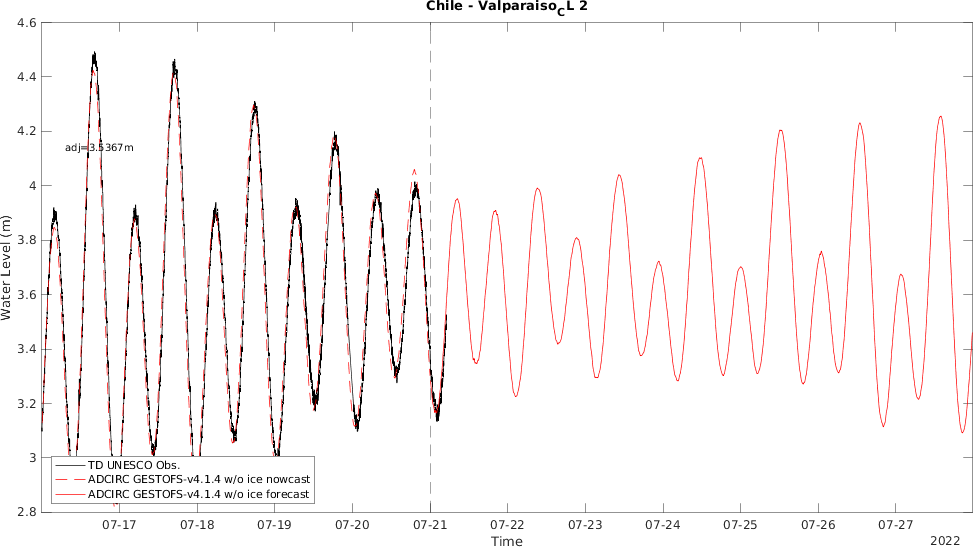 Chile - Valparaiso_CL 2
4.6
4.4
4.2
4
3.8
3.6
3.4
3.2
3
2.8
Water Level (m)
adj=3.5367m
TD UNESCO Obs.
ADCIRC GESTOFS-v4.1.4 w/o ice nowcast
ADCIRC GESTOFS-v4.1.4 w/o ice forecast
07-17 07-18 07-19 07-20 07-21 07-22 07-23 07-24 07-25 07-26 07-27
Time
2022